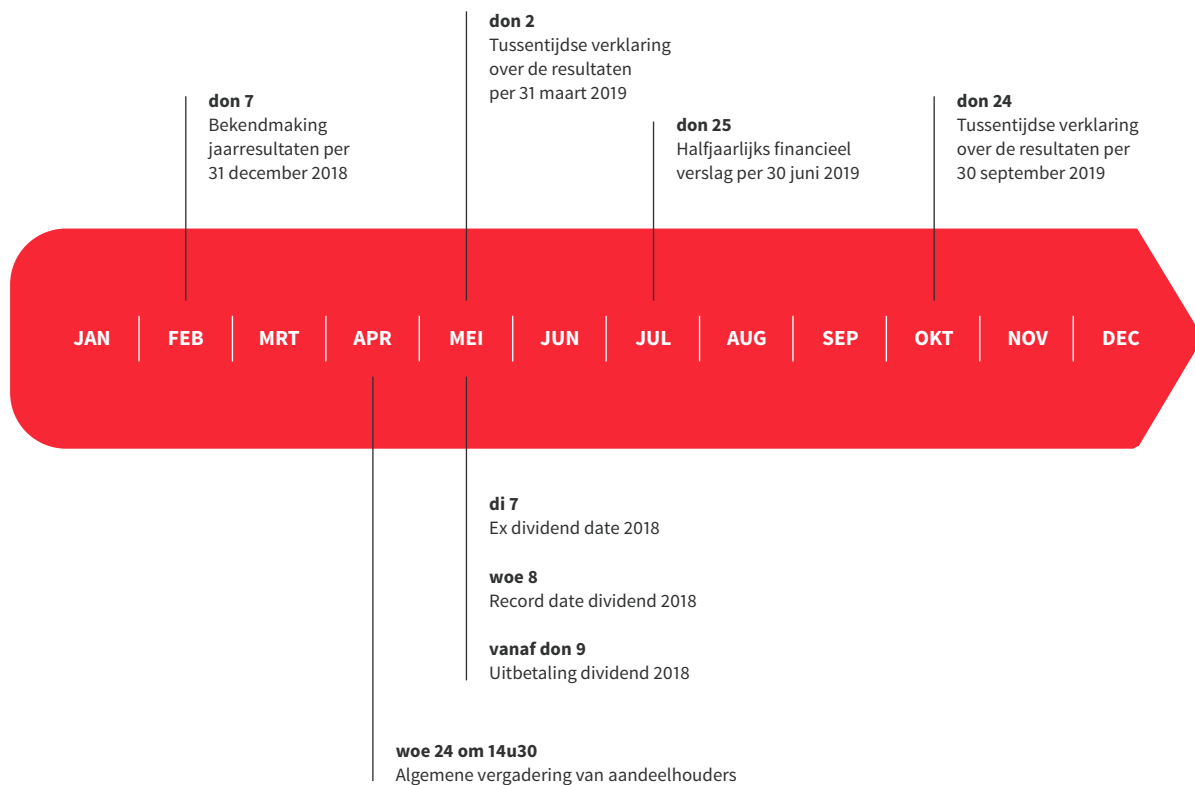 don 2
Tussentijdse verklaring
over de resultaten
per 31 maart 2019
don 7
Bekendmaking
jaarresultaten per
31 december 2018
don 25
Halfjaarlijks financieel
verslag per 30 juni 2019
don 24
Tussentijdse verklaring
over de resultaten per
30 september 2019
JAN FEB MRT APR MEI JUN JUL AUG SEP OKT NOV DEC
di 7
Ex dividend date 2018
woe 8
Record date dividend 2018
vanaf don 9
Uitbetaling dividend 2018
woe 24 om 14u30
Algemene vergadering van aandeelhouders